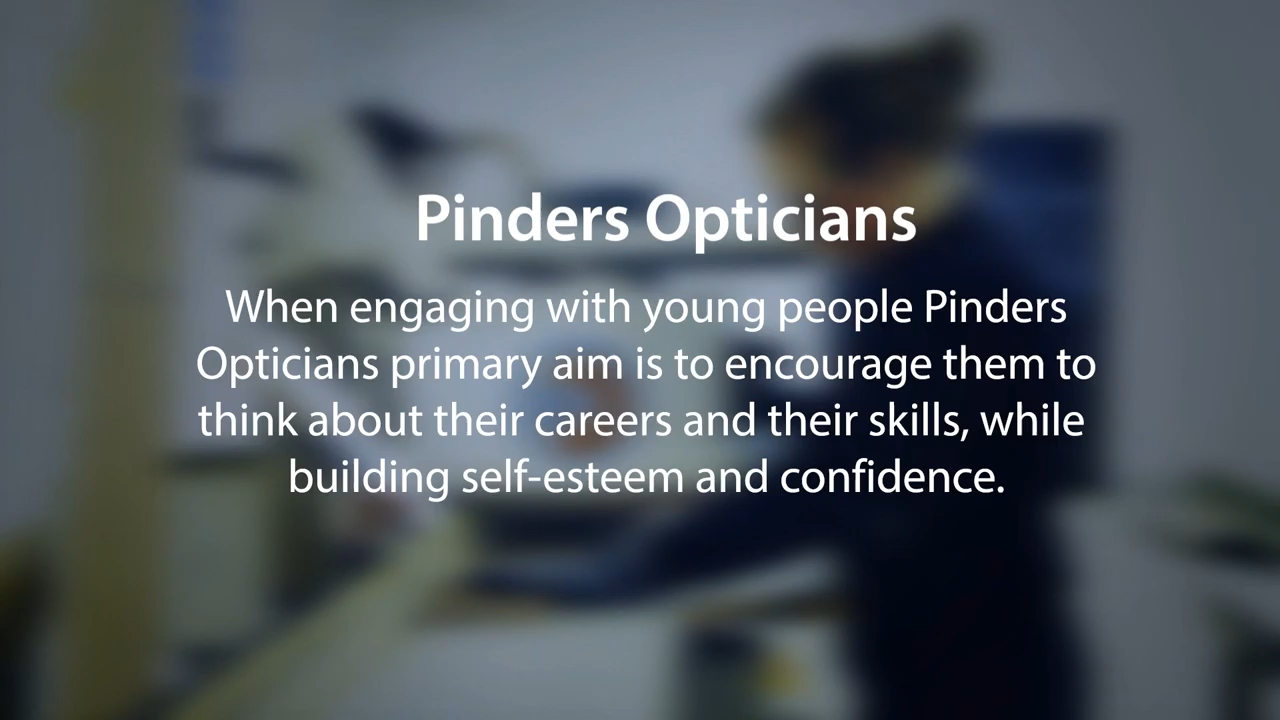 Pinders Opticians
When engaging with young people Pinders
Opticians primary aim is to encourage them to
think about their careers and their skills, while
building self-esteem and confidence.